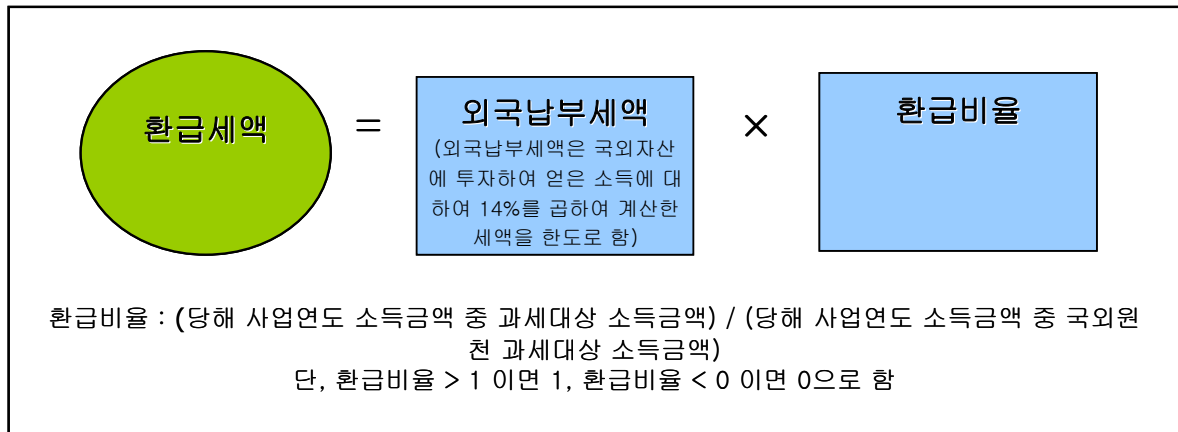 환급세액
=
외국납부세액
(외국납부세액은 국외자산
에 투자하여 얻은 소득에 대
하여 14%를 곱하여 계산한
세액을 한도로 함)
×
환급비율
환급비율 : (당해 사업연도 소득금액 중 과세대상 소득금액) / (당해 사업연도 소득금액 중 국외원
천 과세대상 소득금액)
단, 환급비율 > 1 이면 1, 환급비율 < 0 이면 0으로 함